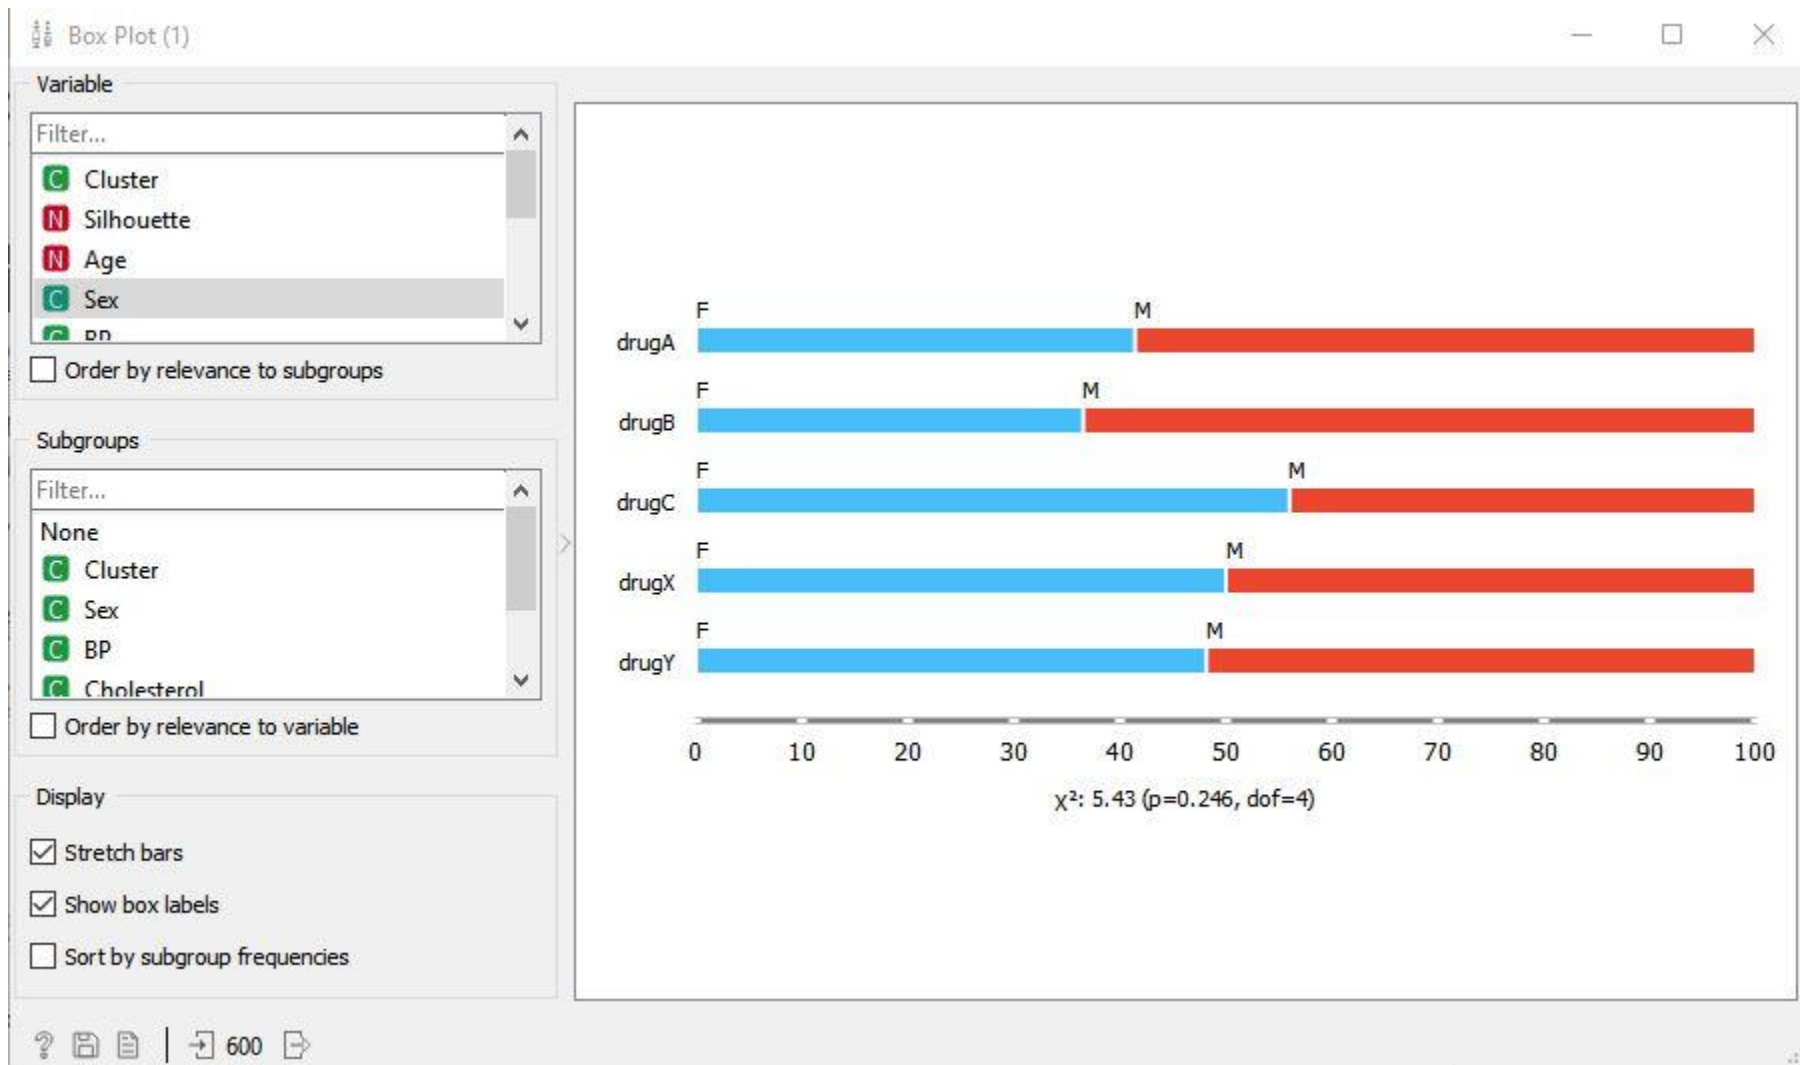 Box Plot (1)
Variable
Filter...
C Cluster
N Silhouette
N Age
C Sex
C BP
Order by relevance to subgroups
Subgroups
Filter...
None
C Cluster
C Sex
C BP
C Cholesterol
Order by relevance to variable
Display
Stretch bars
Show box labels
Sort by subgroup frequencies
? 600
F M
drugA
F M
drugB
F M
drugC
F M
drugX
F M
drugY
0 10 20 30 40 50 60 70 80 90 100
χ²: 5.43 (p=0.246, dof=4)